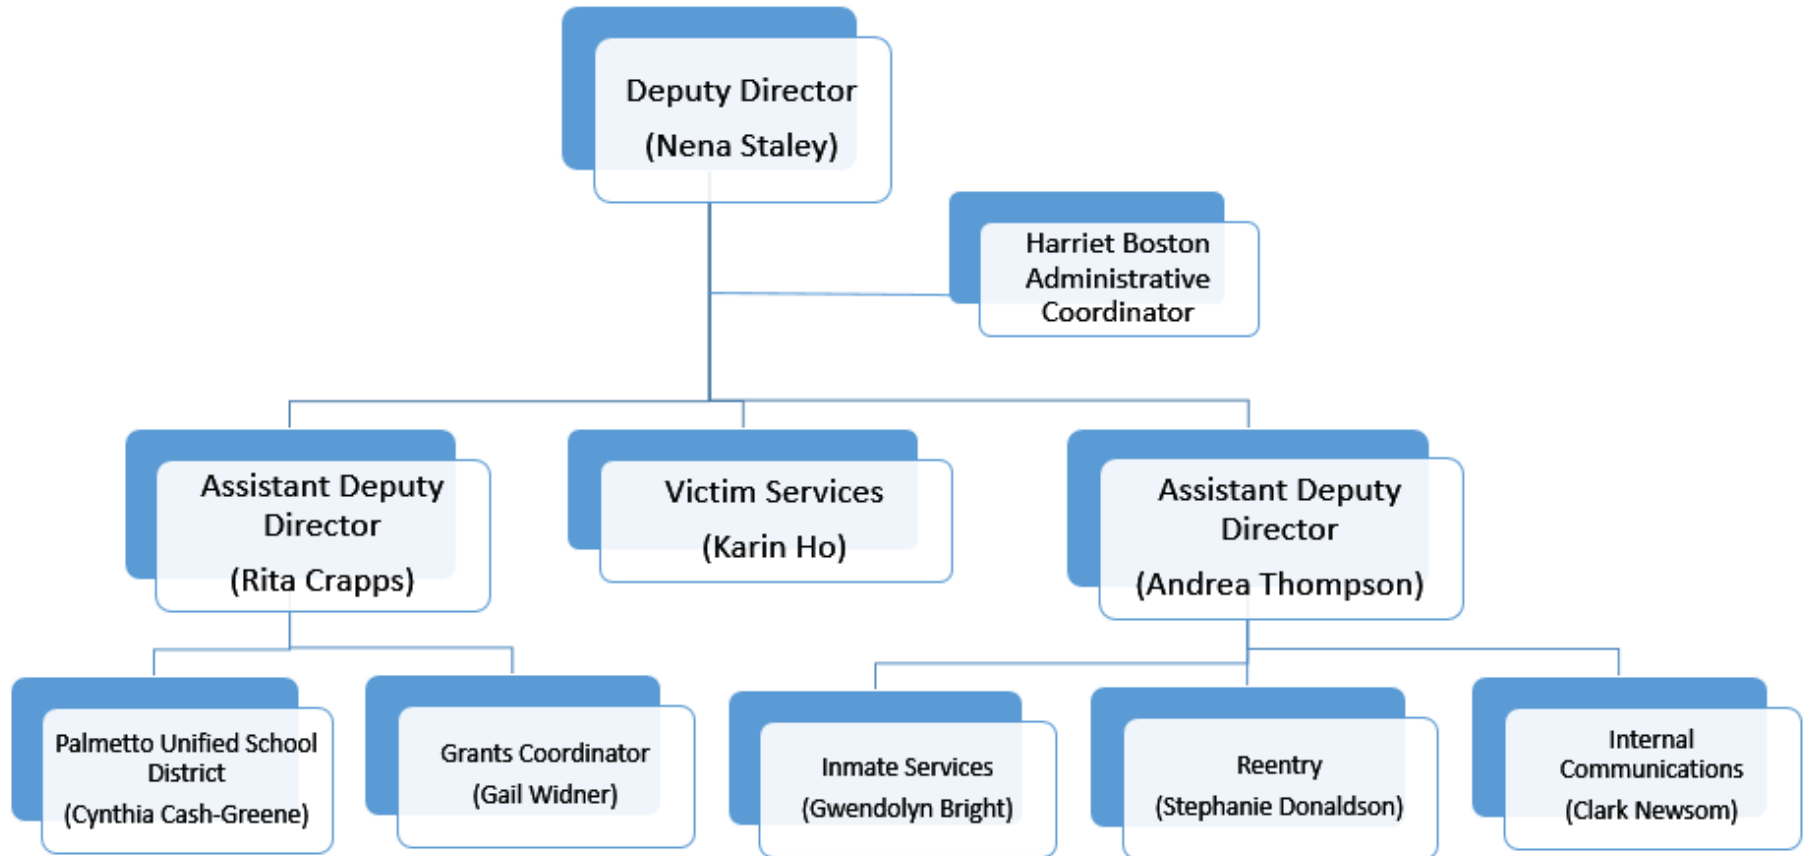 Deputy Director
(Nena Staley)
Harriet Boston
Administrative
Coordinator
Assistant Deputy
Director
(Rita Crapps)
Victim Services
(Karin Ho)
Assistant Deputy
Director
(Andrea Thompson)
Palmetto Unified School
District
(Cynthia Cash-Greene)
Grants Coordinator
(Gail Widner)
Inmate Services
(Gwendolyn Bright)
Reentry
(Stephanie Donaldson)
Internal
Communications
(Clark Newsom)